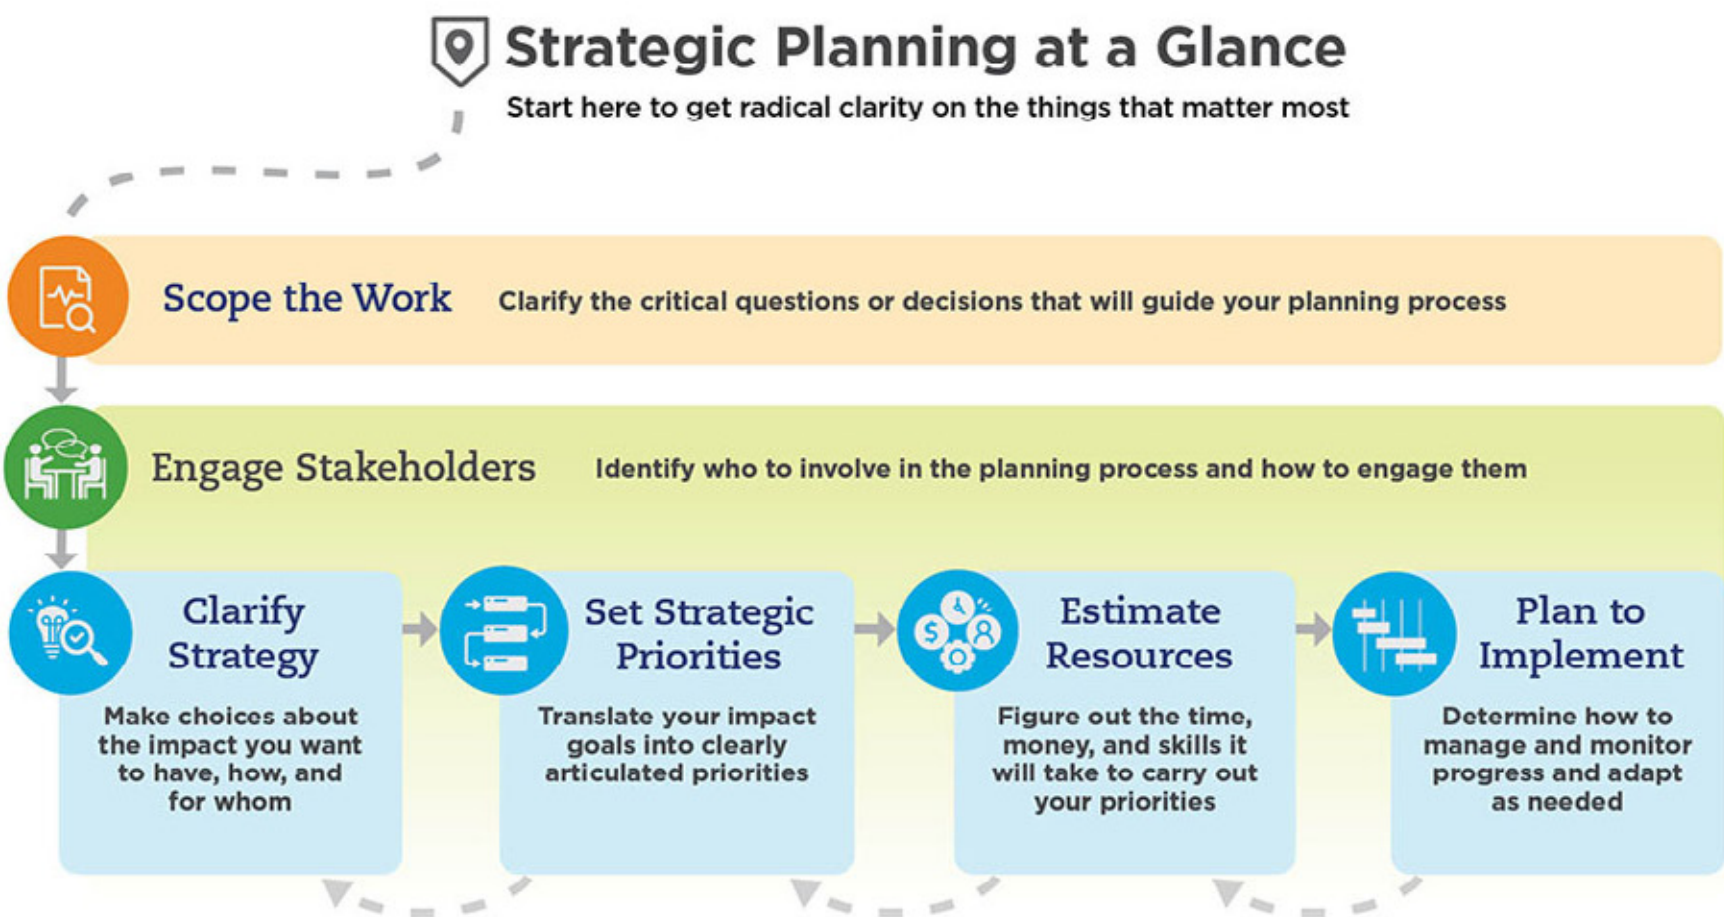 Strategic Planning at a Glance
Start here to get radical clarity on the things that matter most
Scope the Work
Clarify the critical questions or decisions that will guide your planning process
Engage Stakeholders
Identify who to involve in the planning process and how to engage them
Clarify
Strategy
Make choices about
the impact you want
to have, how, and
for whom
Set Strategic
Priorities
Translate your impact
goals into clearly
articulated priorities
$
Estimate
Resources
Figure out the time,
money, and skills it
will take to carry out
your priorities
Plan to
Implement
Determine how to
manage and monitor
progress and adapt
as needed